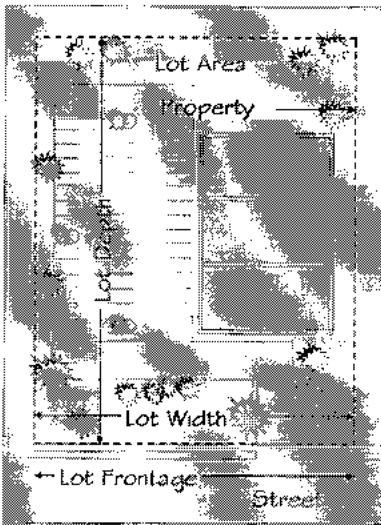 Lot Area
Property
Lot Depth
Lot Width
Lot Frontage
Street